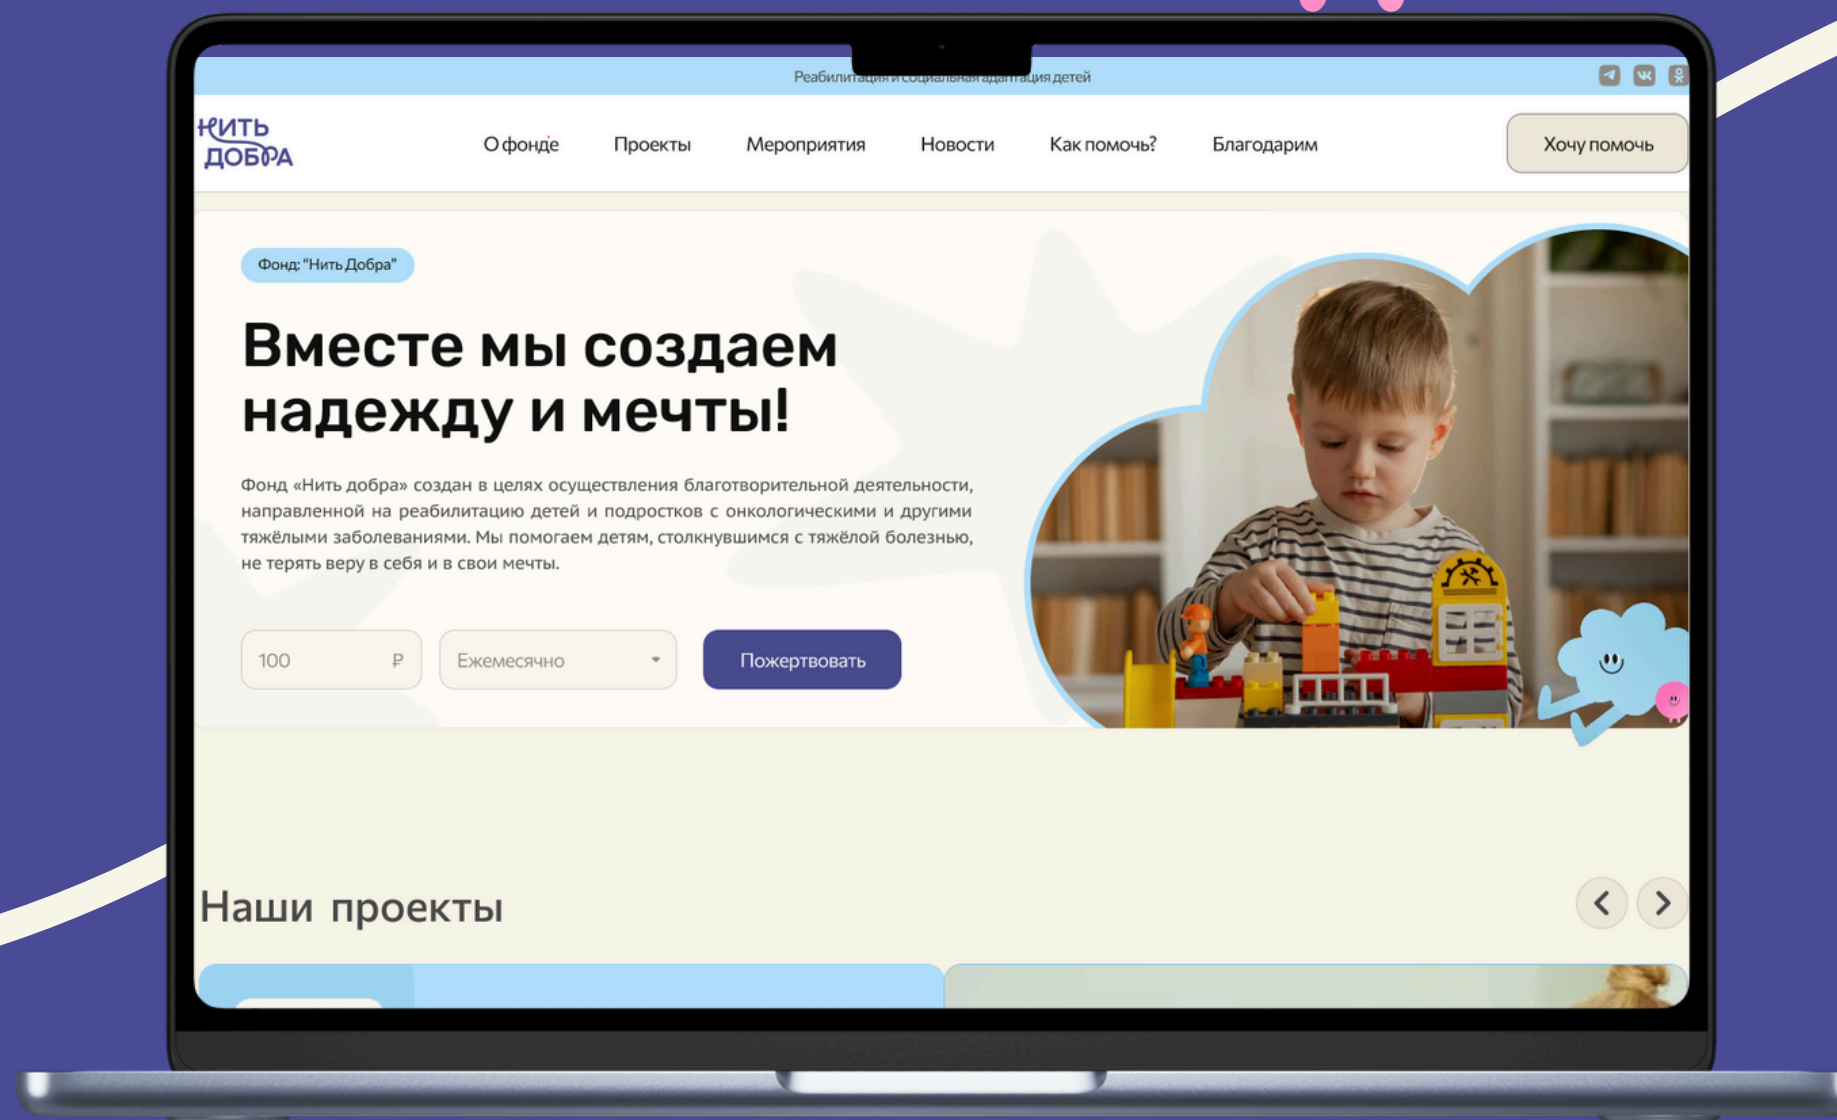 Реабилитация и социальная адаптация детей
НИТЬ
ДОБРА
О фонде
Проекты
Мероприятия
Новости
Как помочь?
Благодарим
Хочу помочь
Фонд: “Нить Добра”
Вместе мы создаем
надежду и мечты!
Фонд «Нить добра» создан в целях осуществления благотворительной деятельности,
направленной на реабилитацию детей и подростков с онкологическими и другими
тяжёлыми заболеваниями. Мы помогаем детям, столкнувшимся с тяжёлой болезнью,
не терять веру в себя и в свои мечты.
100 ₽
Ежемесячно
Пожертвовать
Наши проекты